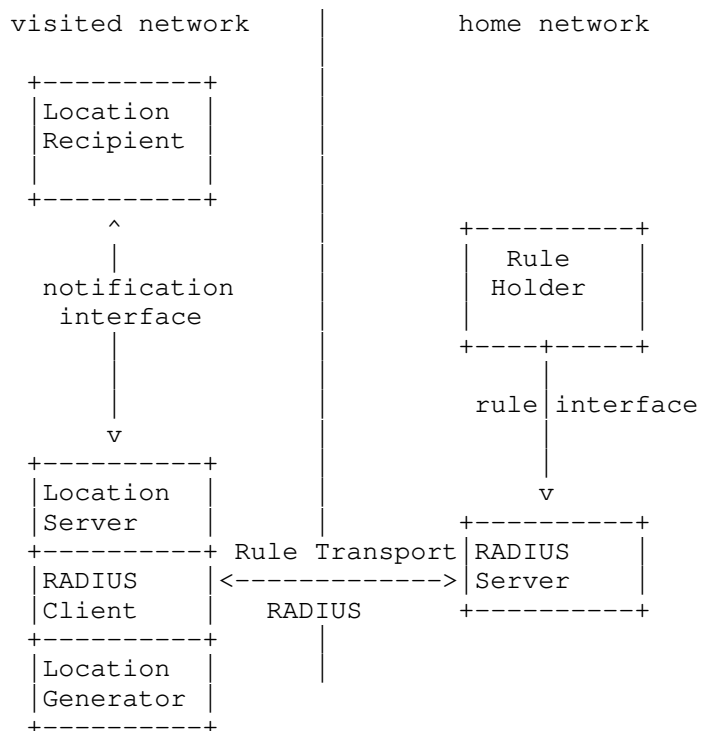 visited network | home network
|
+----------+ |
|Location | |
|Recipient | |
| | |
+----------+ |
^ | +----------+
| | | Rule |
notification | | Holder |
interface | | |
| | +----+-----+
| | |
| | rule|interface
v | |
+----------+ | |
|Location | | v
|Server | | +----------+
+----------+ Rule Transport|RADIUS |
|RADIUS |<------------->|Server |
|Client | RADIUS +----------+
+----------+ |
|Location | |
|Generator |
+----------+